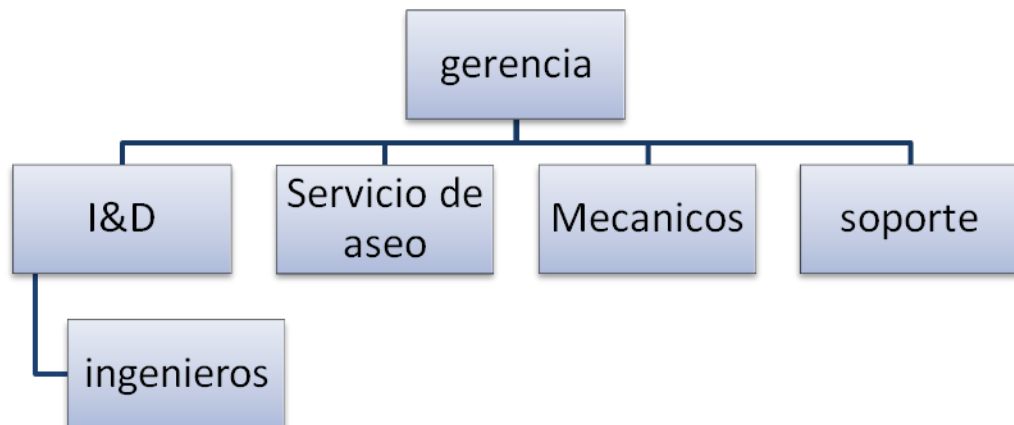 gerencia
I&D
Servicio de
aseo
Mecanicos
soporte
ingenieros